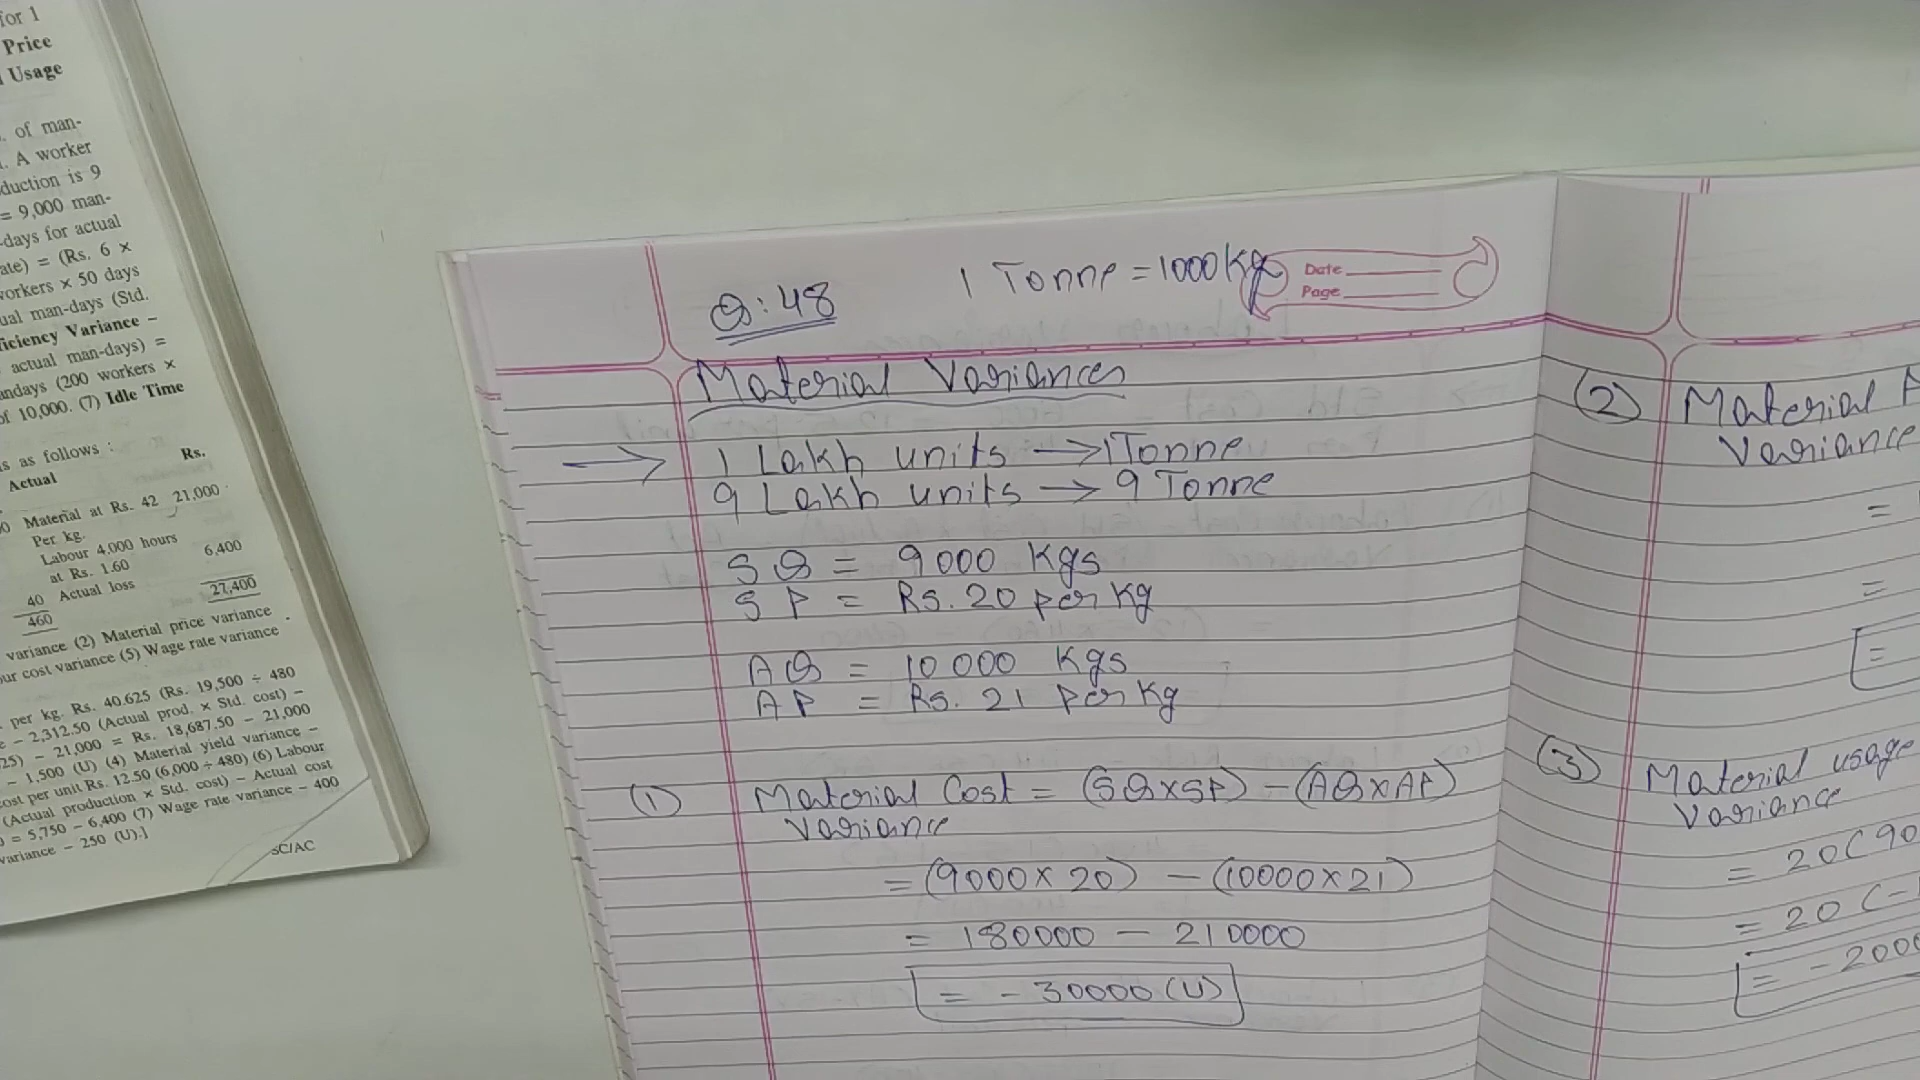 for 1
Price
Usage
of man-
A worker
duction is 9
= 9,000 man-
-days for actual
ate) = (Rs. 6 ×
workers × 50 days
ual man-days (Std.
ficiency Variance –
actual man-days) =
andays (200 workers ×
of 10,000. (7) Idle Time
s as follows :
Rs.
Actual
Material at Rs. 42 21,000
Per kg.
Labour 4,000 hours
at Rs. 1.60 6,400
40 Actual loss
460 27,400
variance (2) Material price variance
ur cost variance (5) Wage rate variance
per kg. Rs. 40.625 (Rs. 19,500 ÷ 480
– 2,312.50 (Actual prod. × Std. cost) –
25) – 21,000 = Rs. 18,687.50 – 21,000
– 1,500 (U) (4) Material yield variance –
ost per unit Rs. 12.50 (6,000 ÷ 480) (6) Labour
(Actual production × Std. cost) – Actual cost
= 5,750 – 6,400 (7) Wage rate variance – 400
variance – 250 (U).]
SC/AC
Q:48
1 Tonne = 1000 Kg
Date
Page
Material Variances
1 Lakh units → 1 Tonne
9 Lakh units → 9 Tonne
SQ = 9000 Kgs
SP = Rs. 20 per Kg
AQ = 10000 Kgs
AP = Rs. 21 per Kg
(1) Material Cost = (SQ×SP) – (AQ×AP)
Variance
= (9000×20) – (10000×21)
= 180000 – 210000
= -30000 (U)
(2) Material
Variance
=
=
=
(3) Material usage
Variance
= 20(90
= 20(-
= -2000